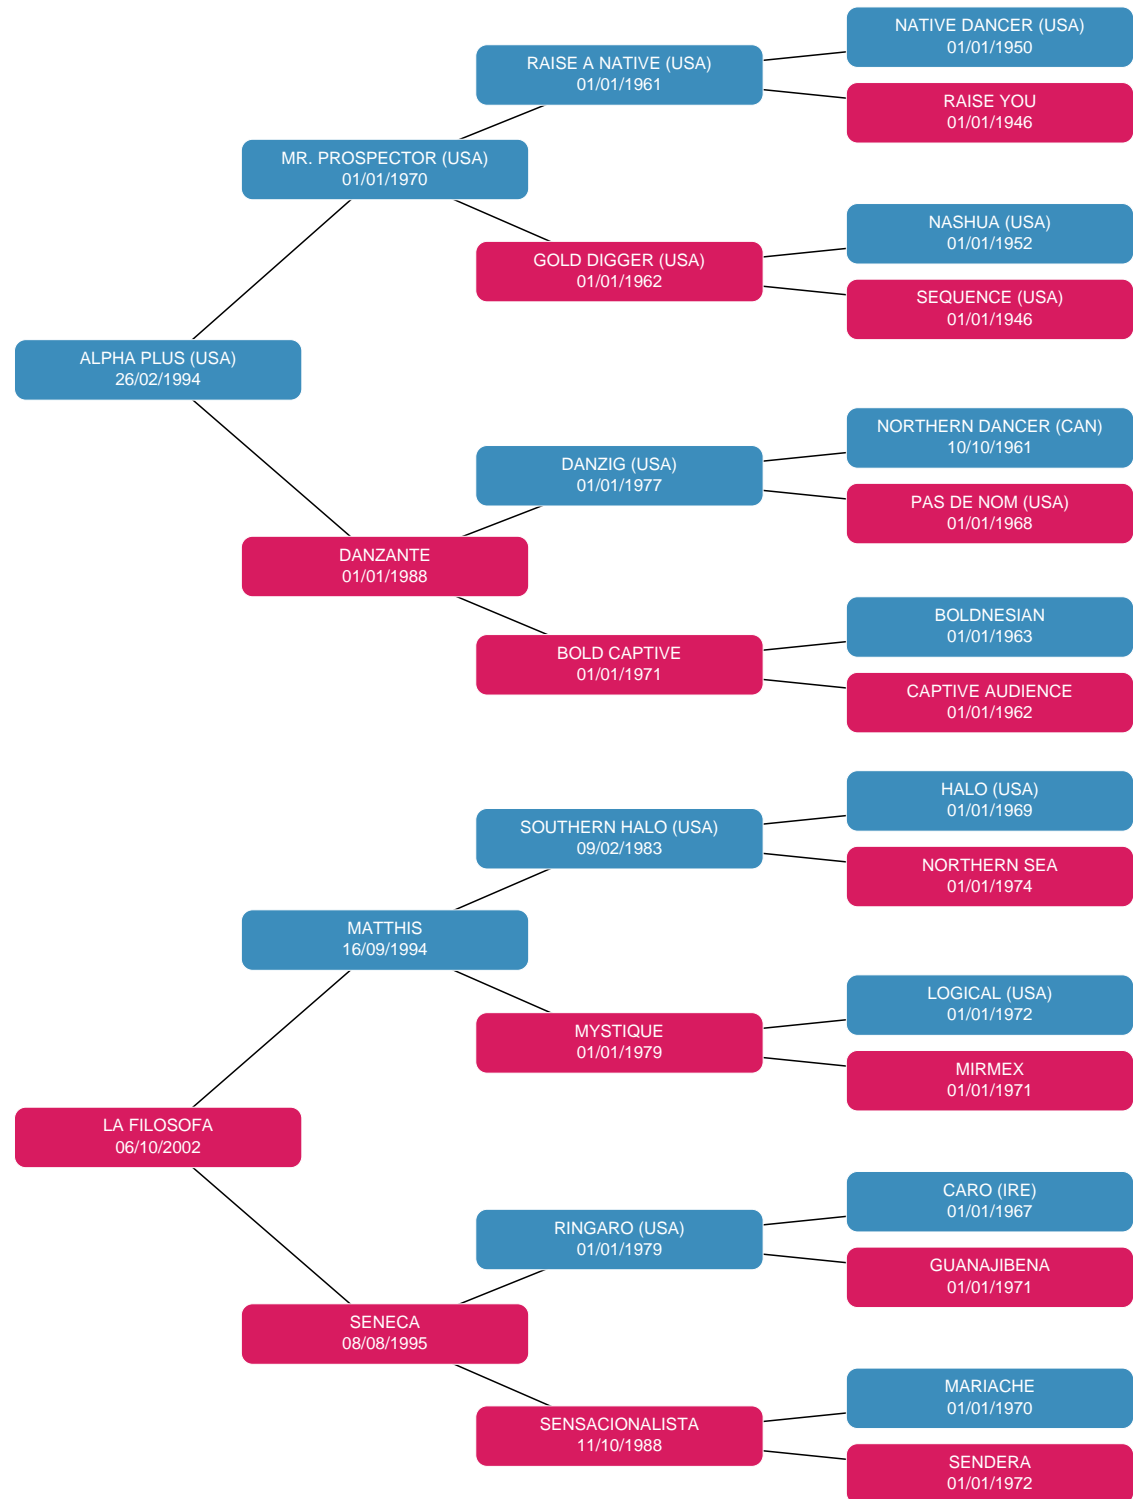 NATIVE DANCER (USA)
01/01/1950
RAISE A NATIVE (USA)
01/01/1961
RAISE YOU
01/01/1946
MR. PROSPECTOR (USA)
01/01/1970
NASHUA (USA)
01/01/1952
GOLD DIGGER (USA)
01/01/1962
SEQUENCE (USA)
01/01/1946
ALPHA PLUS (USA)
26/02/1994
NORTHERN DANCER (CAN)
10/10/1961
DANZIG (USA)
01/01/1977
PAS DE NOM (USA)
01/01/1968
DANZANTE
01/01/1988
BOLDNESIAN
01/01/1963
BOLD CAPTIVE
01/01/1971
CAPTIVE AUDIENCE
01/01/1962
HALO (USA)
01/01/1969
SOUTHERN HALO (USA)
09/02/1983
NORTHERN SEA
01/01/1974
MATTHIS
16/09/1994
LOGICAL (USA)
01/01/1972
MYSTIQUE
01/01/1979
MIRMEX
01/01/1971
LA FILOSOFA
06/10/2002
CARO (IRE)
01/01/1967
RINGARO (USA)
01/01/1979
GUANAJIBENA
01/01/1971
SENECA
08/08/1995
MARIACHE
01/01/1970
SENSACIONALISTA
11/10/1988
SENDERA
01/01/1972